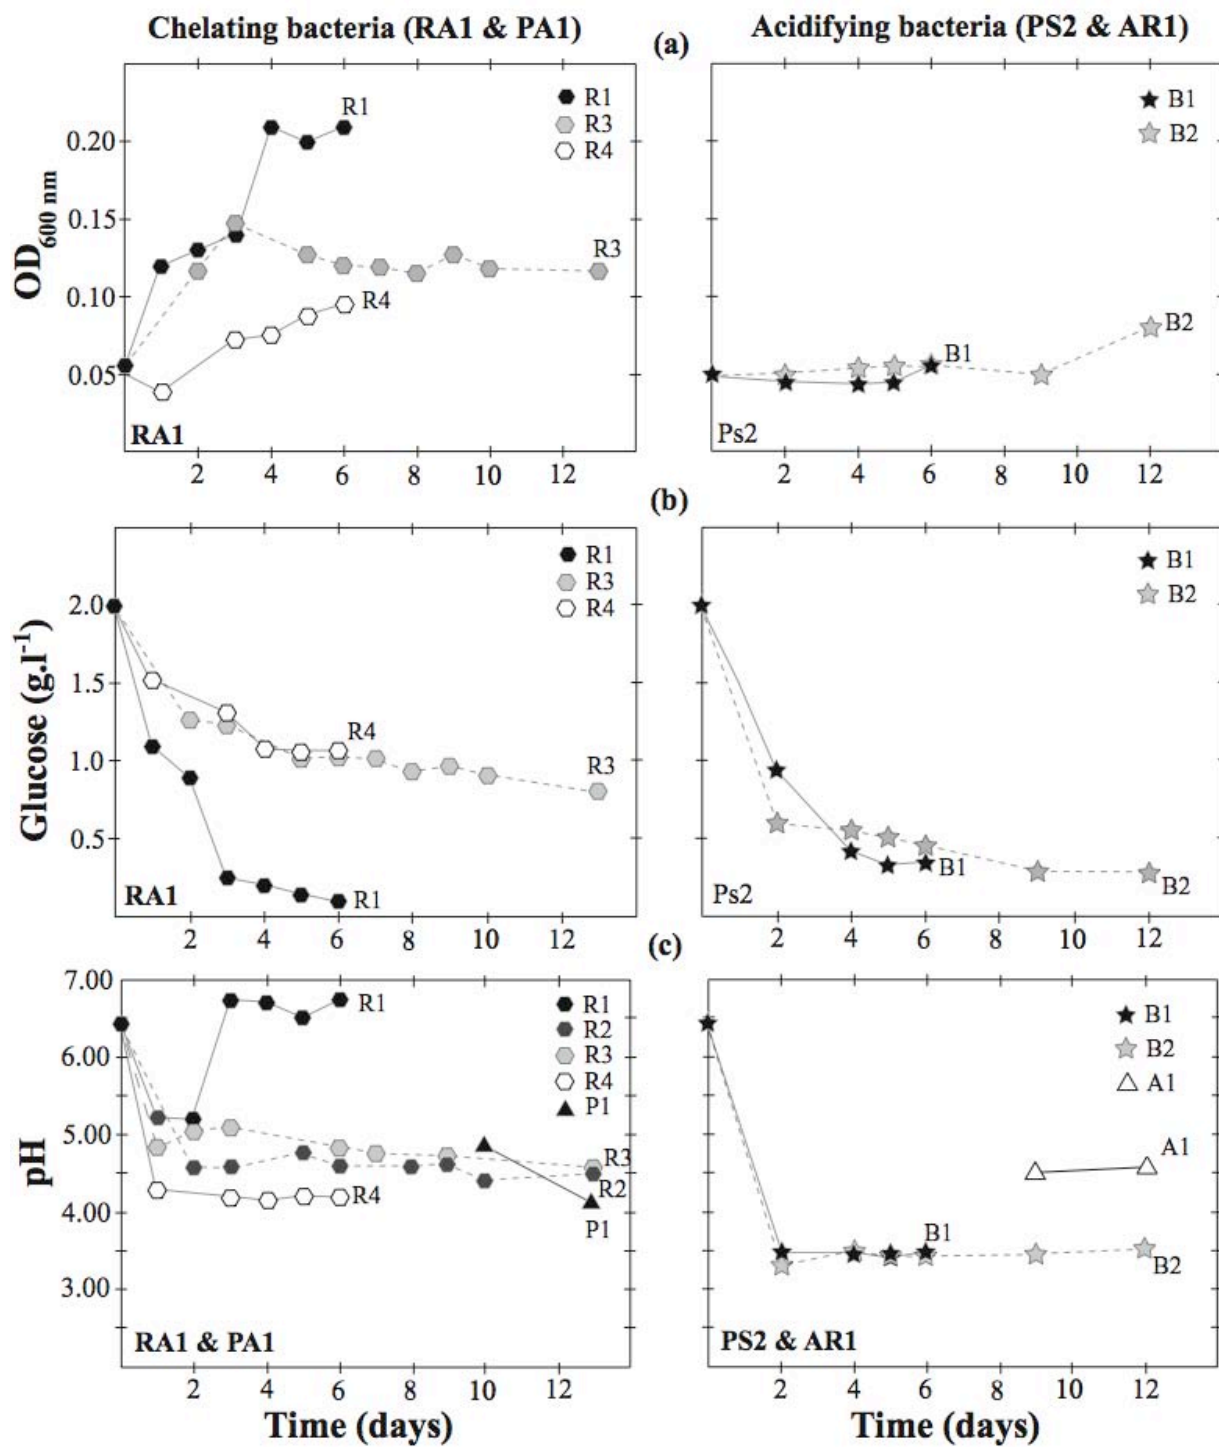 Chelating bacteria (RA1 & PA1)
Acidifying bacteria (PS2 & AR1)
(a)
OD600 nm
0.20
0.15
0.10
0.05
R1
R3
R4
R1
R3
R4
RA1
2 4 6 8 10 12
B1
B2
B1
B2
Ps2
2 4 6 8 10 12
(b)
Glucose (g.l-1)
2.0
1.5
1.0
0.5
R1
R3
R4
R4
R3
R1
RA1
2 4 6 8 10 12
B1
B2
B1
B2
Ps2
2 4 6 8 10 12
(c)
pH
7.00
6.00
5.00
4.00
3.00
R1
R2
R3
R4
P1
R1
R3
R2
R4
P1
RA1 & PA1
2 4 6 8 10 12
Time (days)
B1
B2
A1
A1
B1
B2
PS2 & AR1
2 4 6 8 10 12
Time (days)